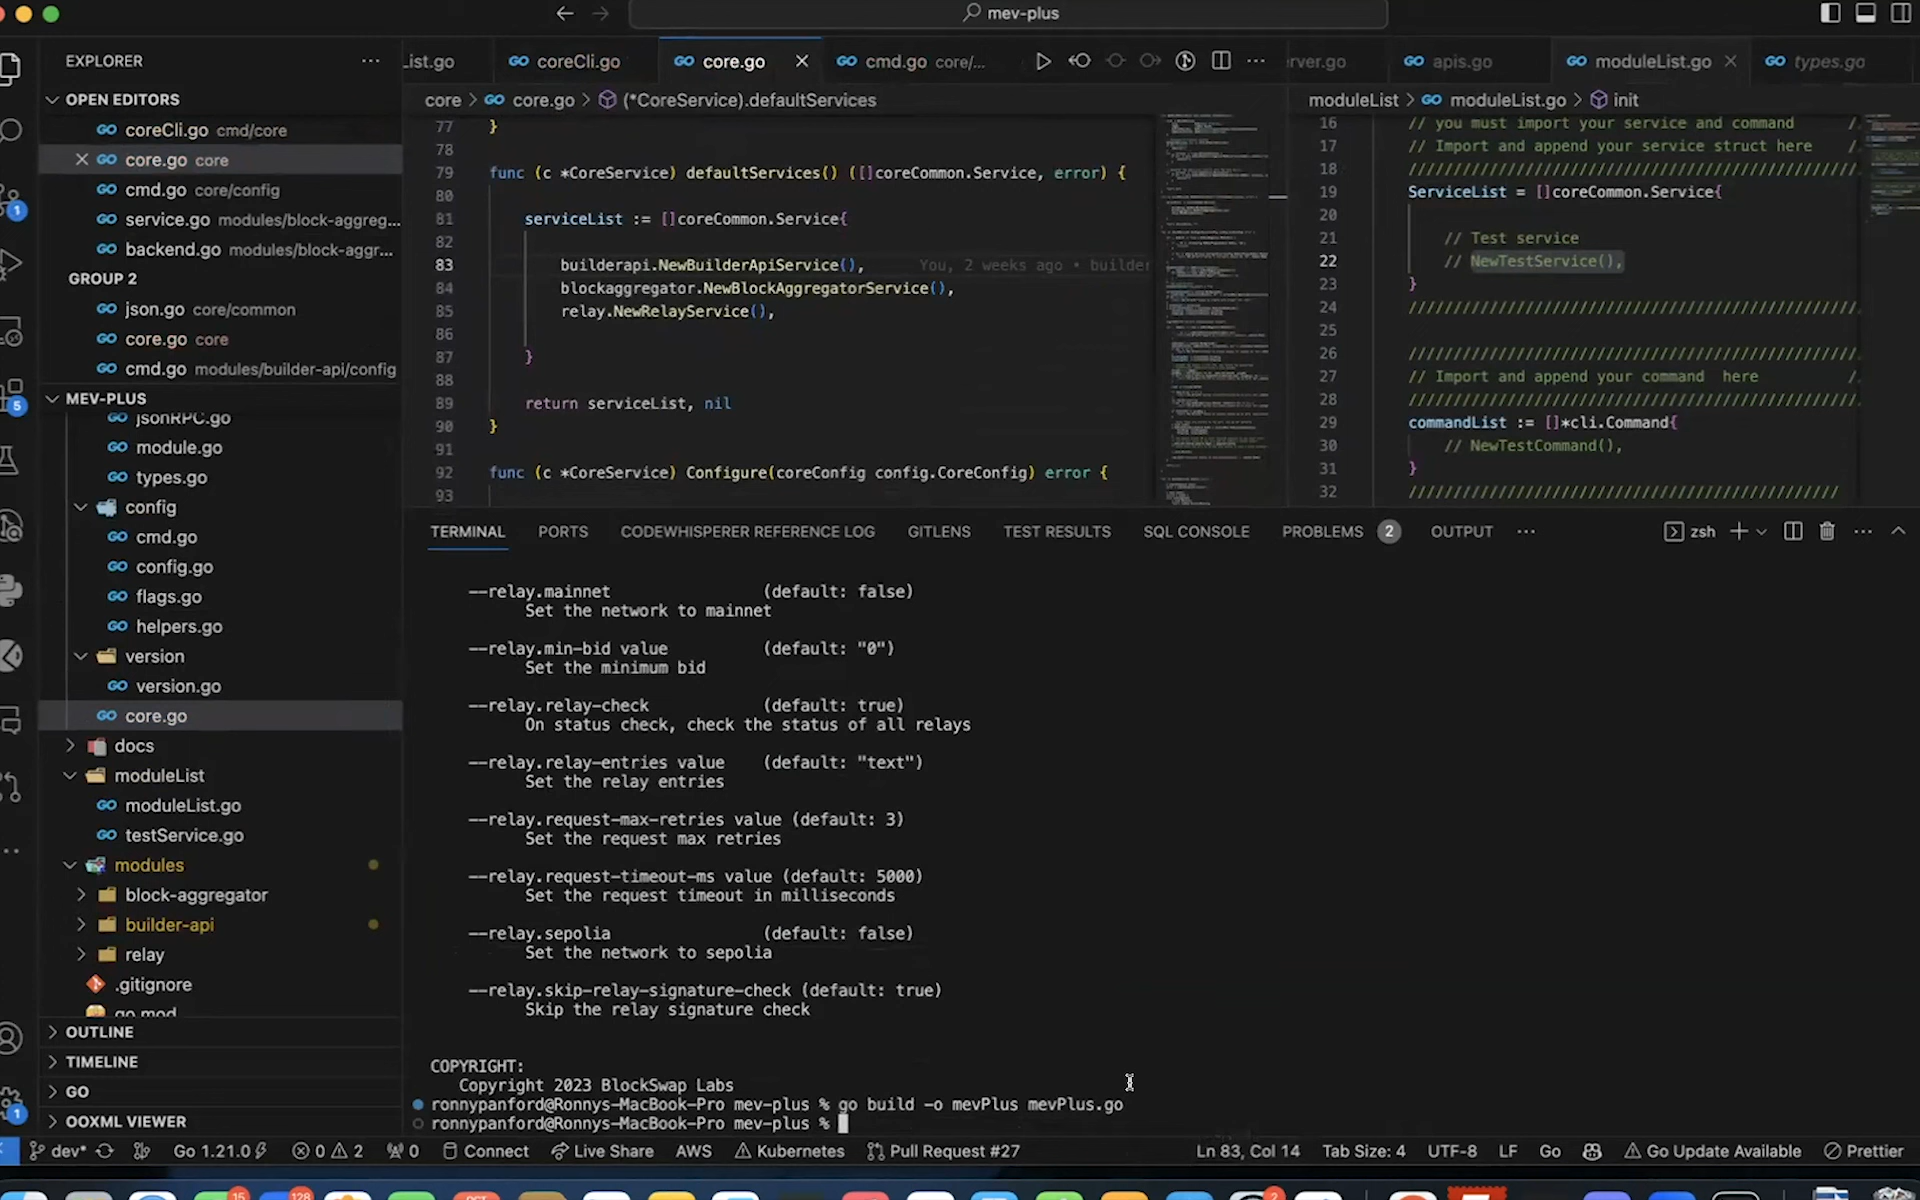 mev-plus
EXPLORER
OPEN EDITORS
coreCli.go cmd/core
core.go core
cmd.go core/config
service.go modules/block-aggreg...
backend.go modules/block-aggr...
GROUP 2
json.go core/common
core.go core
cmd.go modules/builder-api/config
MEV-PLUS
jsonRPC.go
module.go
types.go
config
cmd.go
config.go
flags.go
helpers.go
version
version.go
core.go
docs
moduleList
moduleList.go
testService.go
modules
block-aggregator
builder-api
relay
.gitignore
go.mod
OUTLINE
TIMELINE
GO
OOXML VIEWER
.ist.go
coreCli.go
core.go
cmd.go core/...
core > core.go > (*CoreService).defaultServices
77 }
78
79 func (c *CoreService) defaultServices() ([]coreCommon.Service, error) {
80
81 serviceList := []coreCommon.Service{
82
83 builderapi.NewBuilderApiService(), You, 2 weeks ago • builder
84 blockaggregator.NewBlockAggregatorService(),
85 relay.NewRelayService(),
86
87 }
88
89 return serviceList, nil
90 }
91
92 func (c *CoreService) Configure(coreConfig config.CoreConfig) error {
93
rver.go
apis.go
moduleList.go
types.go
moduleList > moduleList.go > init
16 // you must import your service and command /.
17 // Import and append your service struct here /
18 //////////////////////////////////////
19 ServiceList = []coreCommon.Service{
20
21 // Test service
22 // NewTestService(),
23 }
24 //////////////////////////////////////
25
26 //////////////////////////////////////
27 // Import and append your command  here /.
28 //////////////////////////////////////
29 commandList := []*cli.Command{
30 // NewTestCommand(),
31 }
32 //////////////////////////////////////
TERMINAL
PORTS
CODEWHISPERER REFERENCE LOG
GITLENS
TEST RESULTS
SQL CONSOLE
PROBLEMS 2
OUTPUT
zsh
--relay.mainnet (default: false)
Set the network to mainnet
--relay.min-bid value (default: "0")
Set the minimum bid
--relay.relay-check (default: true)
On status check, check the status of all relays
--relay.relay-entries value (default: "text")
Set the relay entries
--relay.request-max-retries value (default: 3)
Set the request max retries
--relay.request-timeout-ms value (default: 5000)
Set the request timeout in milliseconds
--relay.sepolia (default: false)
Set the network to sepolia
--relay.skip-relay-signature-check (default: true)
Skip the relay signature check
COPYRIGHT:
Copyright 2023 BlockSwap Labs
ronnypanford@Ronnys-MacBook-Pro mev-plus % go build -o mevPlus mevPlus.go
ronnypanford@Ronnys-MacBook-Pro mev-plus %
1
5
1
dev* Go 1.21.0 0 2 0 Connect Live Share AWS Kubernetes Pull Request #27 Ln 83, Col 14 Tab Size: 4 UTF-8 LF Go Go Update Available Prettier
15
128
2